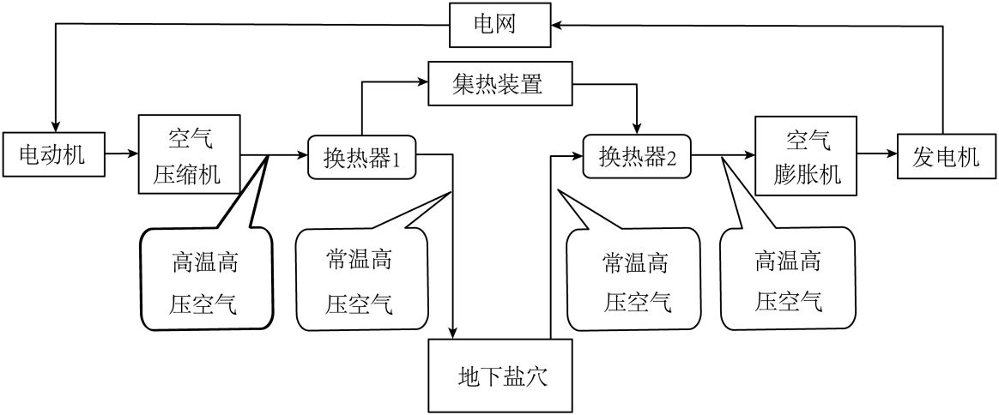 电网
集热装置
电动机
空气
压缩机
换热器1
换热器2
空气
膨胀机
发电机
高温高
压空气
常温高
压空气
常温高
压空气
高温高
压空气
地下盐穴